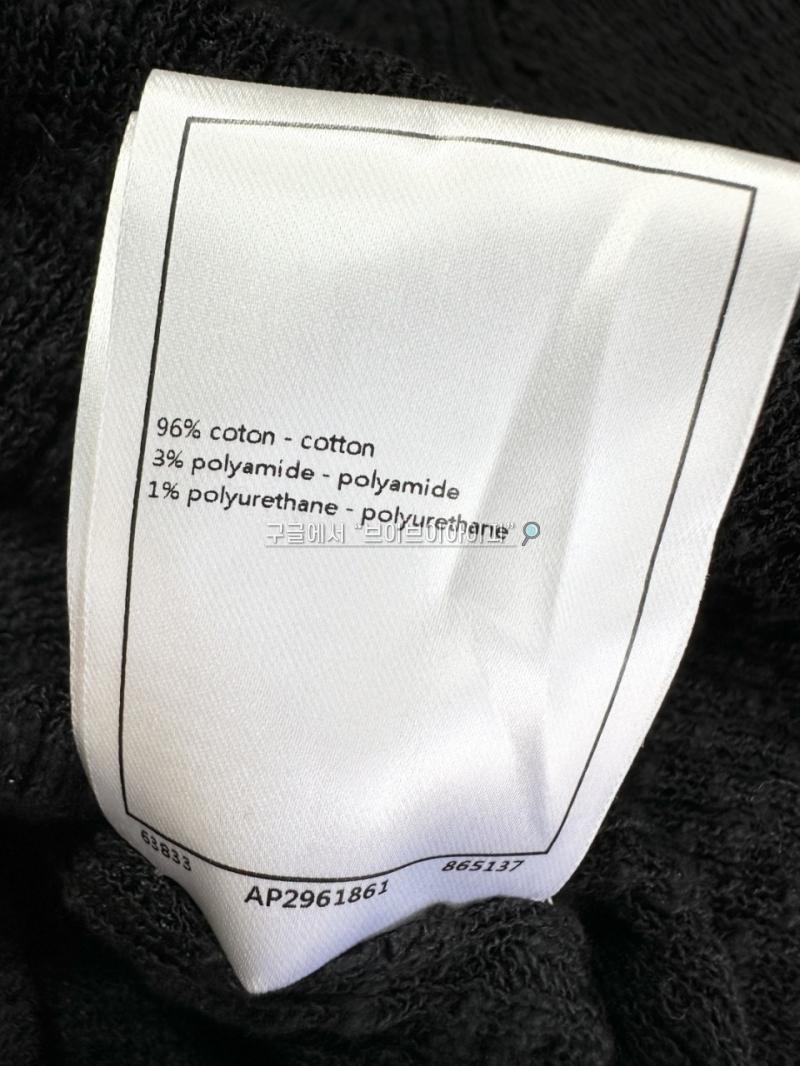 96% coton - cotton
3% polyamide - polyamide
1% polyurethane - polyurethane
구글에서 "브이브이아이피"
63833
AP2961861
865137